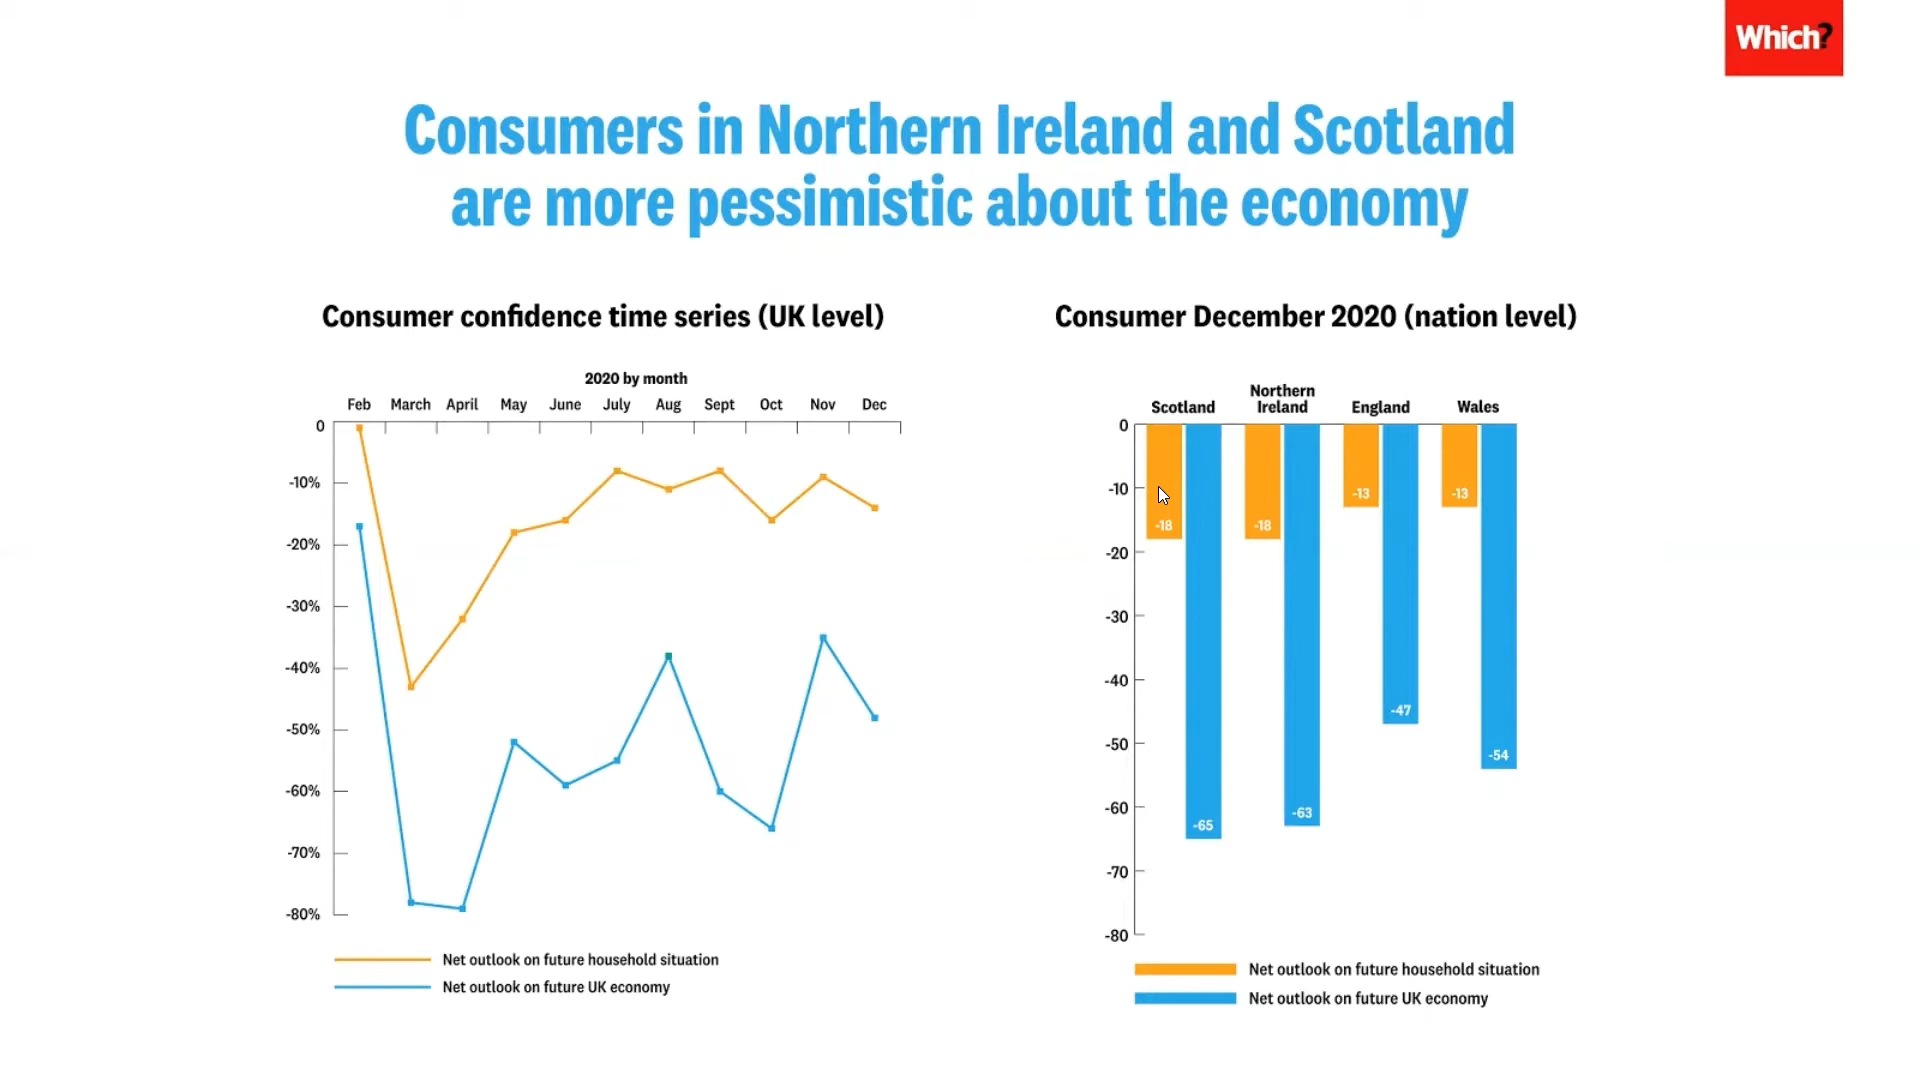 Which?
Consumers in Northern Ireland and Scotland
are more pessimistic about the economy
Consumer confidence time series (UK level)
2020 by month
Feb March April May June July Aug Sept Oct Nov Dec
0
-10%
-20%
-30%
-40%
-50%
-60%
-70%
-80%
Net outlook on future household situation
Net outlook on future UK economy
Consumer December 2020 (nation level)
Scotland Northern Ireland England Wales
0
-10
-20
-30
-40
-50
-60
-70
-80
-18 -65 -18 -63 -13 -47 -13 -54
Net outlook on future household situation
Net outlook on future UK economy